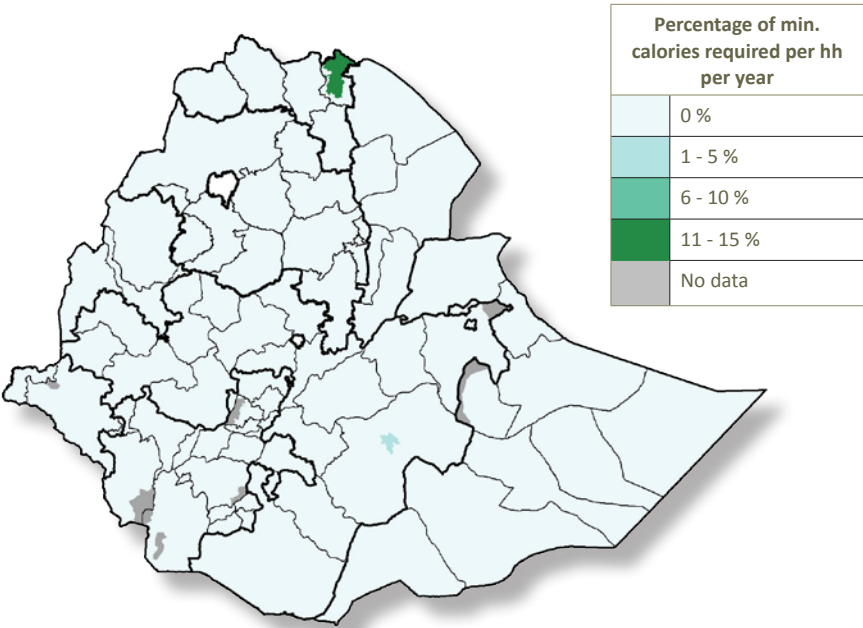 Percentage of min.
calories required per hh
per year
0 %
1 - 5 %
6 - 10 %
11 - 15 %
No data